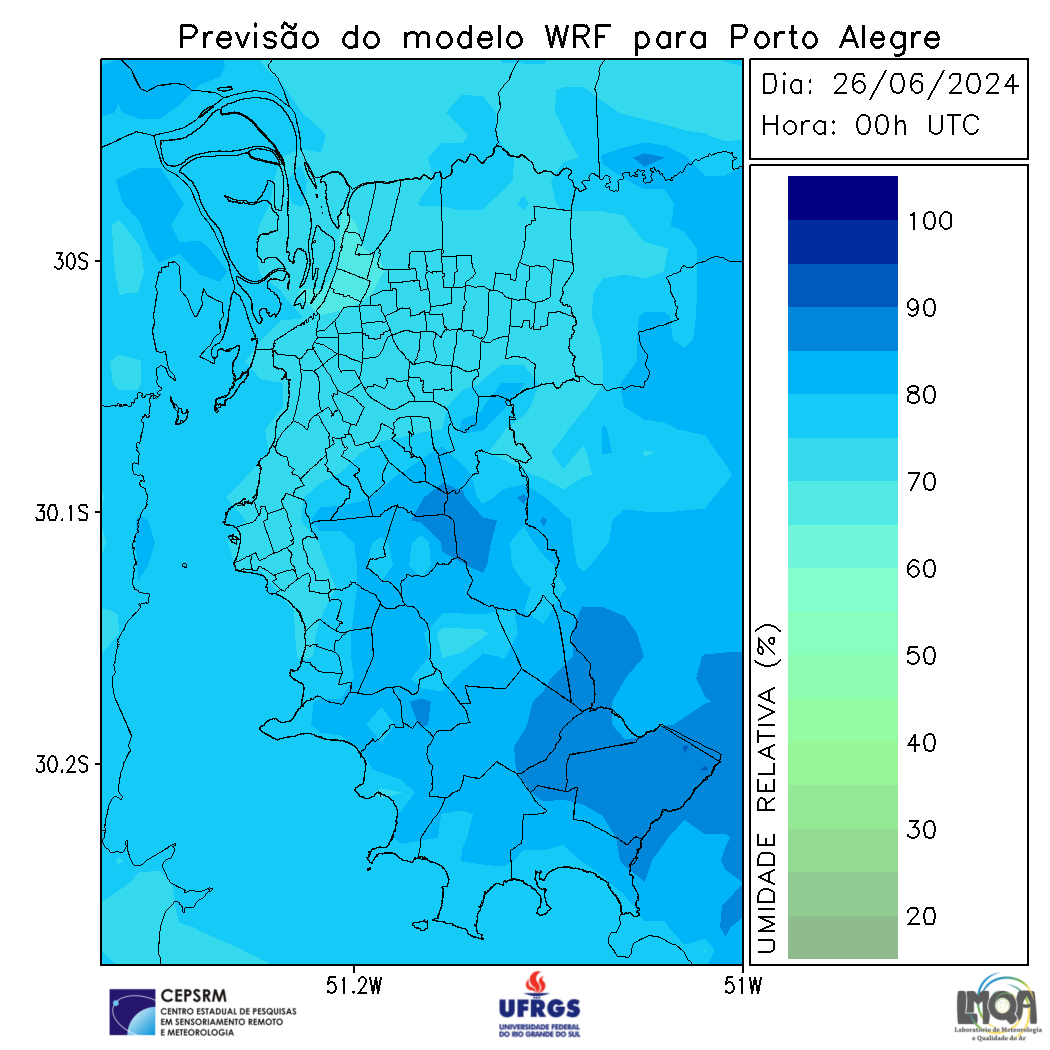 Previsão do modelo WRF para Porto Alegre
Dia: 26/06/2024
Hora: 00h UTC
100
90
80
70
60
50
40
30
20
UMIDADE RELATIVA (%)
30S
30.1S
30.2S
51.2W
51W
CEPSRM
CENTRO ESTADUAL DE PESQUISAS
EM SENSORIAMENTO REMOTO
E METEOROLOGIA
UFRGS
UNIVERSIDADE FEDERAL
DO RIO GRANDE DO SUL
LMQA
Laboratório de Meteorologia
e Qualidade do Ar